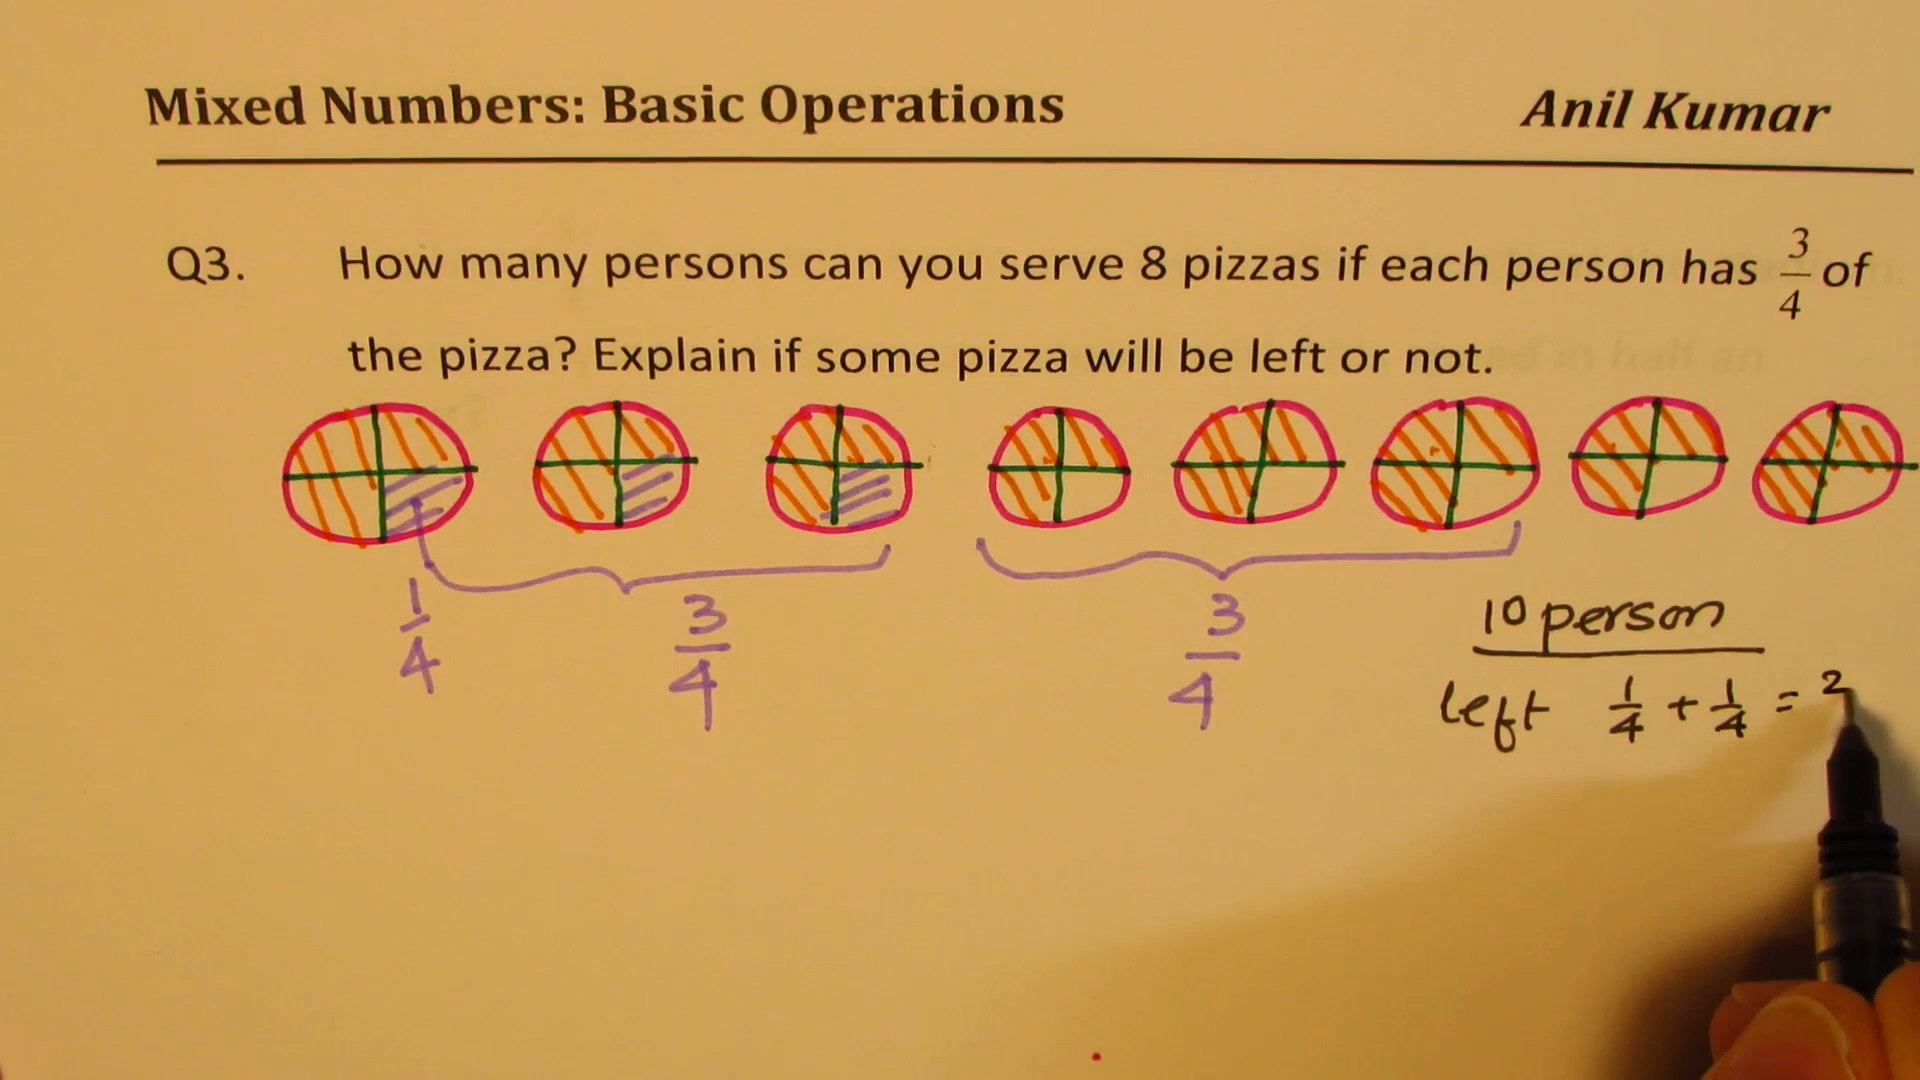 Mixed Numbers: Basic Operations Anil Kumar
Q3. How many persons can you serve 8 pizzas if each person has 3/4 of
the pizza? Explain if some pizza will be left or not.
1/4 3/4 3/4
10 person
left 1/4 + 1/4 = 2